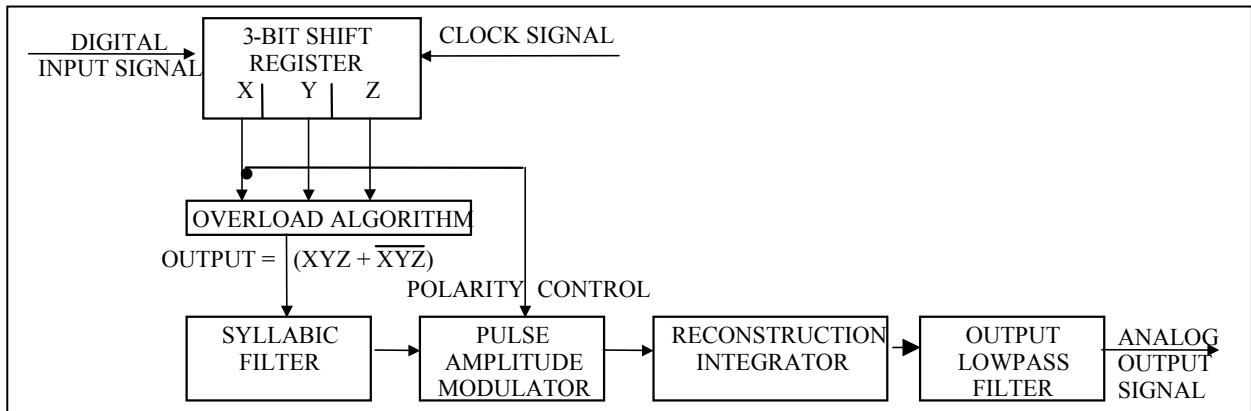 DIGITAL
INPUT SIGNAL
3-BIT SHIFT
REGISTER
X Y Z
CLOCK SIGNAL
OVERLOAD ALGORITHM
OUTPUT = (XYZ + X̅Y̅Z̅)
POLARITY CONTROL
SYLLABIC
FILTER
PULSE
AMPLITUDE
MODULATOR
RECONSTRUCTION
INTEGRATOR
OUTPUT
LOWPASS
FILTER
ANALOG
OUTPUT
SIGNAL